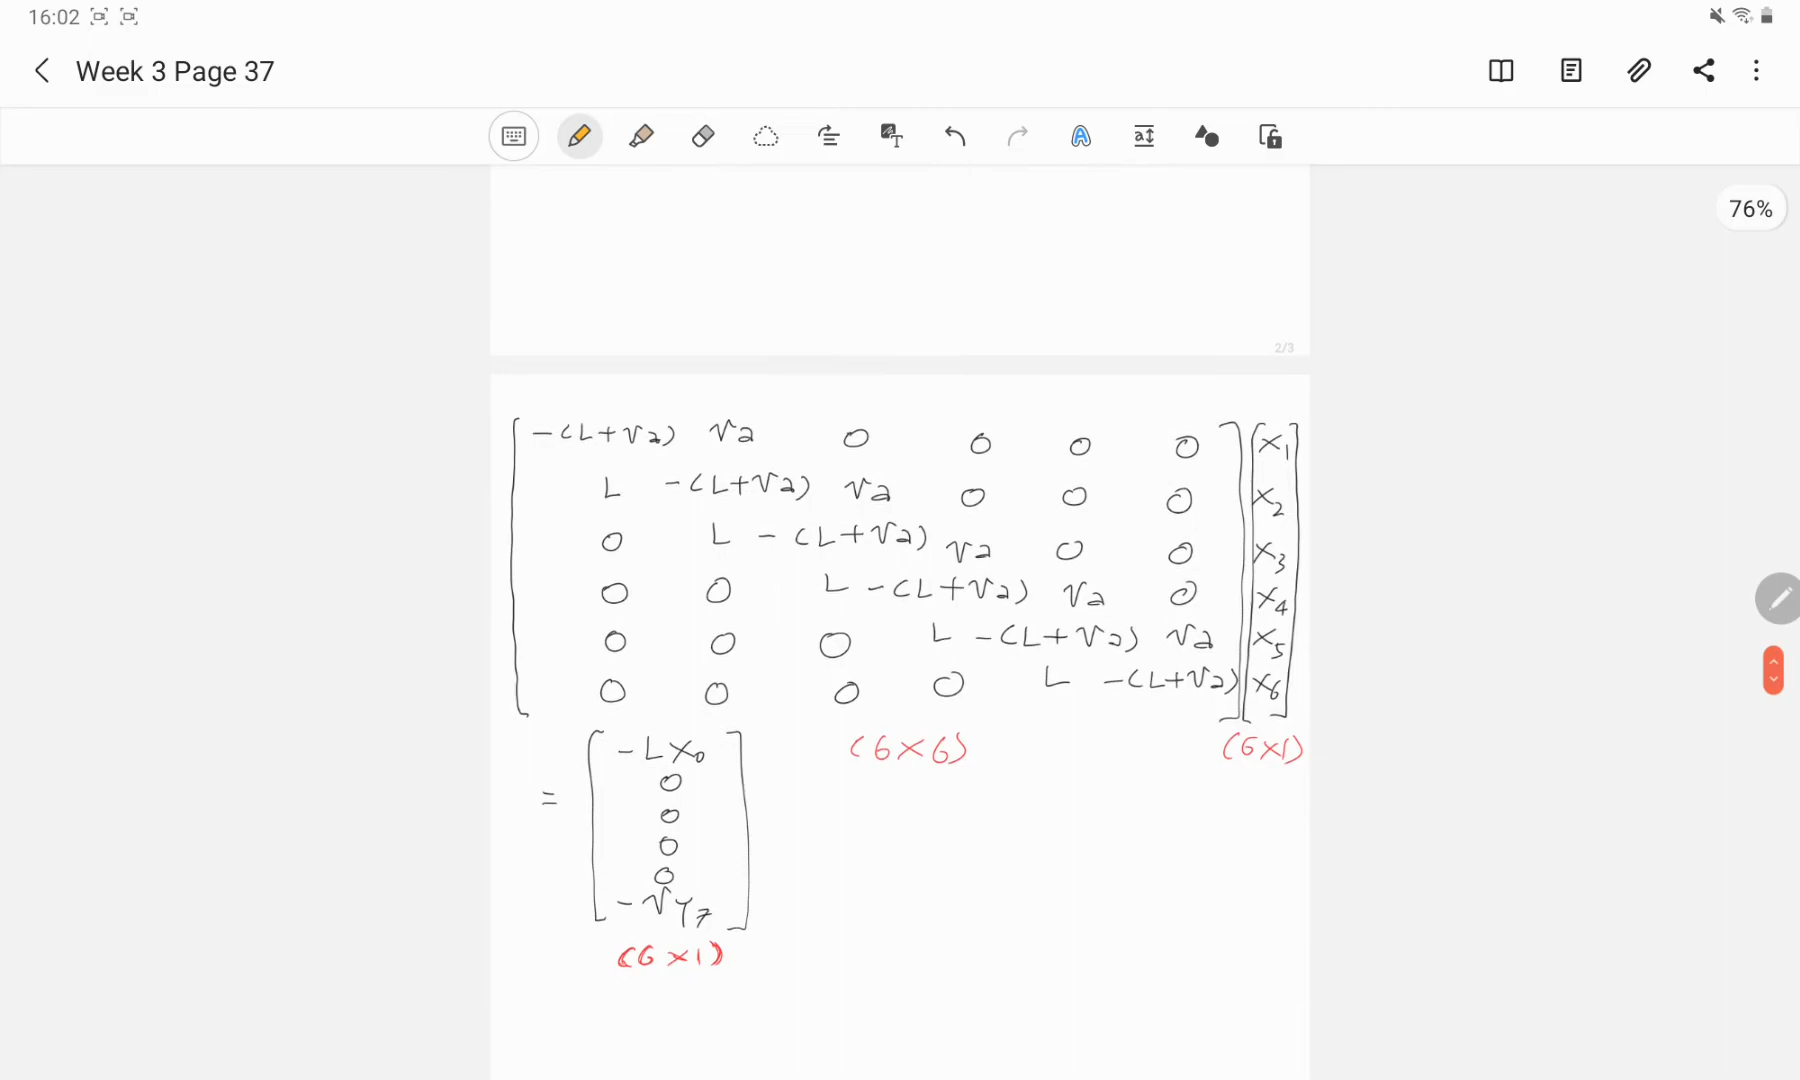 16:02
Week 3 Page 37
76%
2/3
-(L+Va) Va 0 0 0 0 x1
L -(L+Va) Va 0 0 0 x2
0 L -(L+Va) Va 0 0 x3
0 0 L -(L+Va) Va 0 x4
0 0 0 L -(L+Va) Va x5
0 0 0 0 L -(L+Va) x6
(6×6) (6×1)
= -Lx0
0
0
0
0
-Vy7
(6×1)